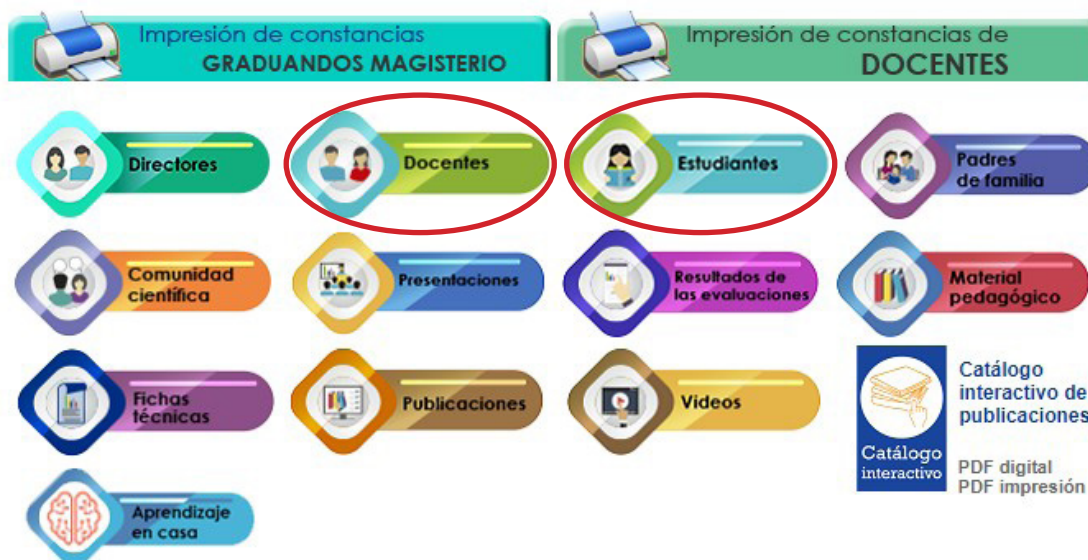 Impresión de constancias
GRADUANDOS MAGISTERIO
Impresión de constancias de
DOCENTES
Directores
Docentes
Estudiantes
Padres
de familia
Comunidad
científica
Presentaciones
Resultados de
las evaluaciones
Material
pedagógico
Fichas
técnicas
Publicaciones
Vídeos
Catálogo
interactivo
Catálogo
interactivo de
publicaciones
PDF digital
PDF impresión
Aprendizaje
en casa